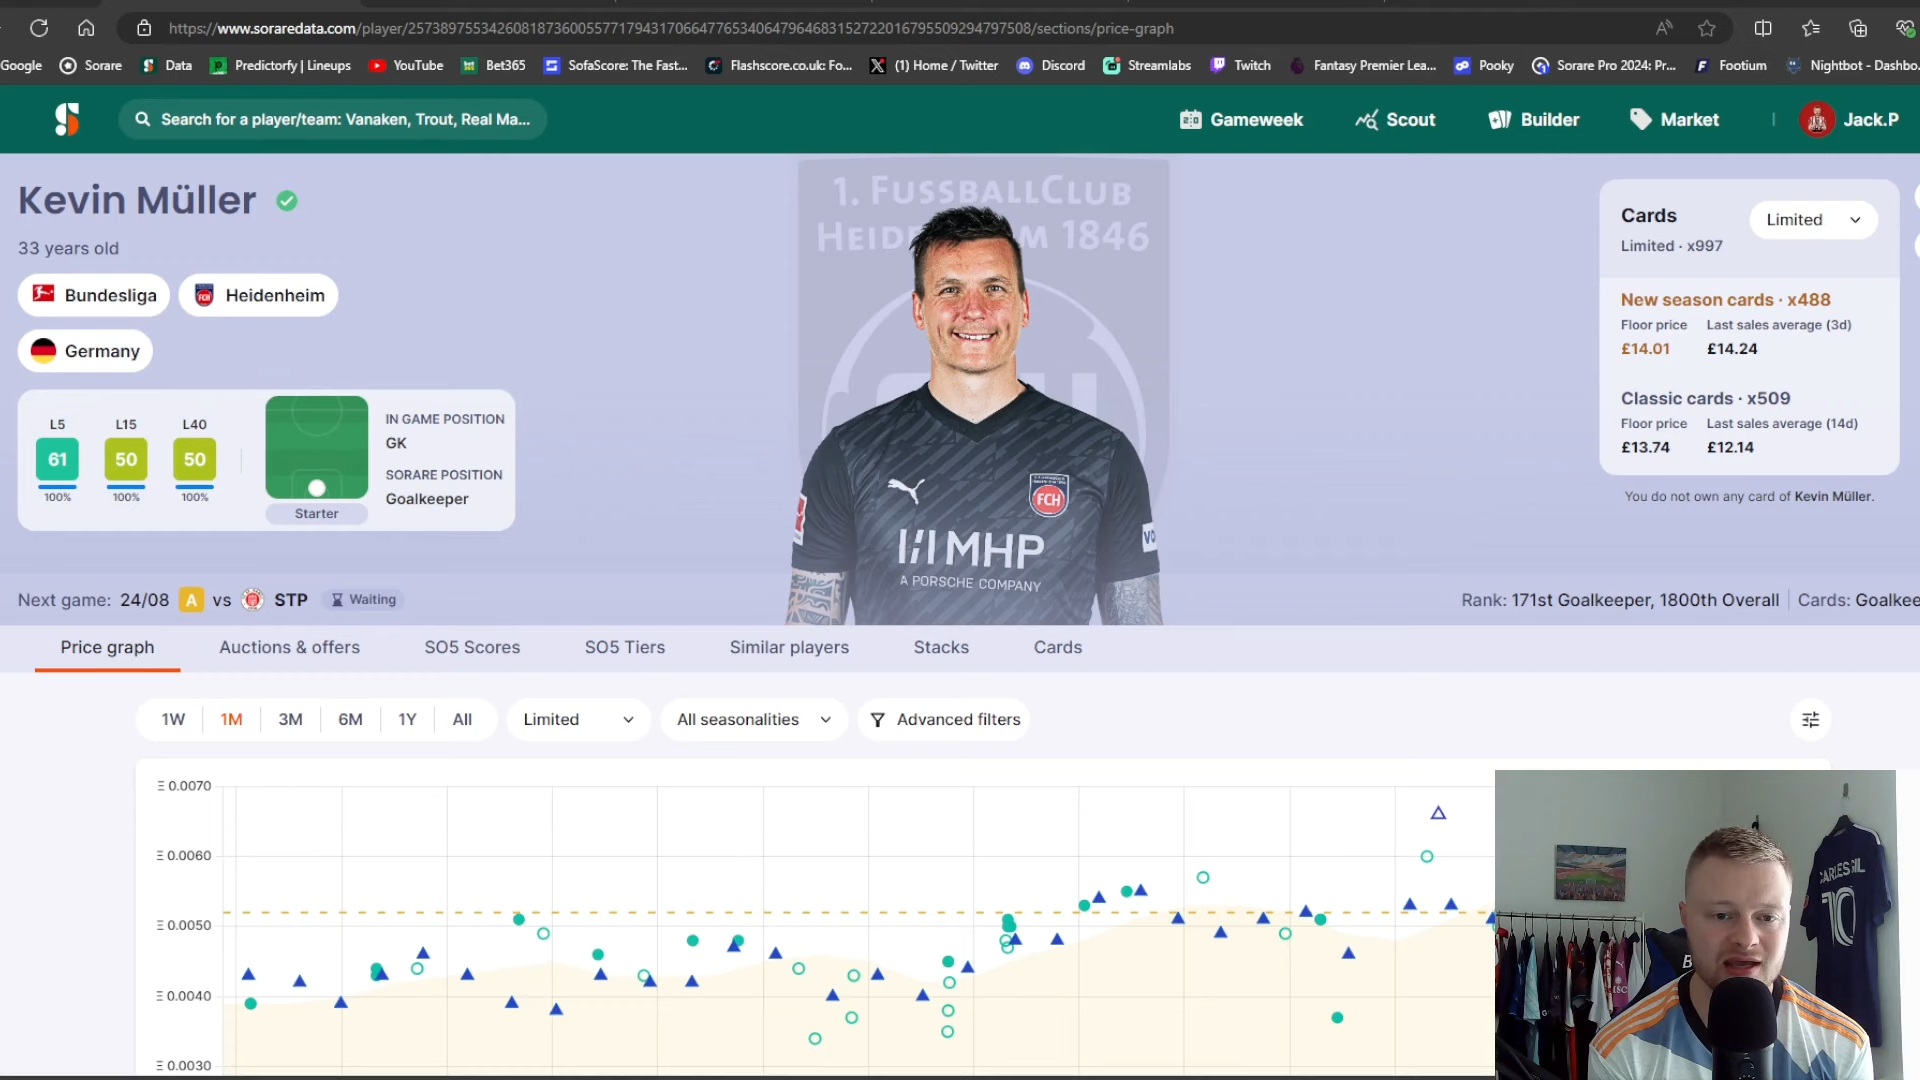 https://www.soraredata.com/player/25738975534260818736005577179431706647765340647964683152722016795509294797508/sections/price-graph
Google Sorare Data Predictorfy | Lineups YouTube Bet365 SofaScore: The Fast... Flashscore.co.uk: Fo... (1) Home / Twitter Discord Streamlabs Twitch Fantasy Premier Lea... Pooky Sorare Pro 2024: Pr... Footium Nightbot - Dashbo...
Search for a player/team: Vanaken, Trout, Real Ma...
Gameweek Scout Builder Market Jack.P
Kevin Müller
33 years old
Bundesliga Heidenheim
Germany
L5 L15 L40
61 50 50
100% 100% 100%
Starter
IN GAME POSITION
GK
SORARE POSITION
Goalkeeper
1. FUSSBALLCLUB
HEID M 1846
FCH
MHP
A PORSCHE COMPANY
Cards
Limited
Limited · x997
New season cards · x488
Floor price Last sales average (3d)
£14.01 £14.24
Classic cards · x509
Floor price Last sales average (14d)
£13.74 £12.14
You do not own any card of Kevin Müller.
Next game: 24/08 A vs STP Waiting
Rank: 171st Goalkeeper, 1800th Overall Cards: Goalkee
Price graph Auctions & offers SO5 Scores SO5 Tiers Similar players Stacks Cards
1W 1M 3M 6M 1Y All Limited All seasonalities Advanced filters
Ξ 0.0070
Ξ 0.0060
Ξ 0.0050
Ξ 0.0040
Ξ 0.0030
10